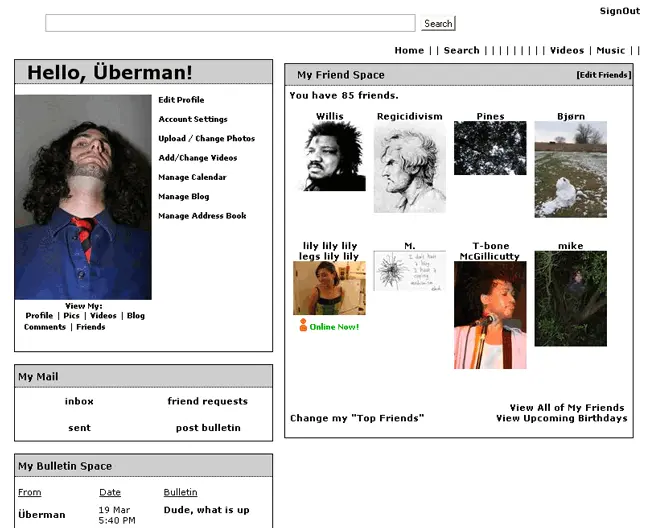 SignOut
Search
Home | | Search | | | | | | | | | Videos | Music | |
Hello, Überman!
Edit Profile
Account Settings
Upload / Change Photos
Add/Change Videos
Manage Calendar
Manage Blog
Manage Address Book
View My:
Profile | Pics | Videos | Blog
Comments | Friends
My Mail
inbox friend requests
sent post bulletin
My Bulletin Space
From Date Bulletin
Überman 19 Mar Dude, what is up
5:40 PM
My Friend Space [Edit Friends]
You have 85 friends.
Willis Regicidivism Pines Bjørn
lily lily lily M. T-bone mike
legs lily lily McGillicutty
I don't have
a blog
I have a
Online Now!
View All of My Friends
Change my "Top Friends" View Upcoming Birthdays